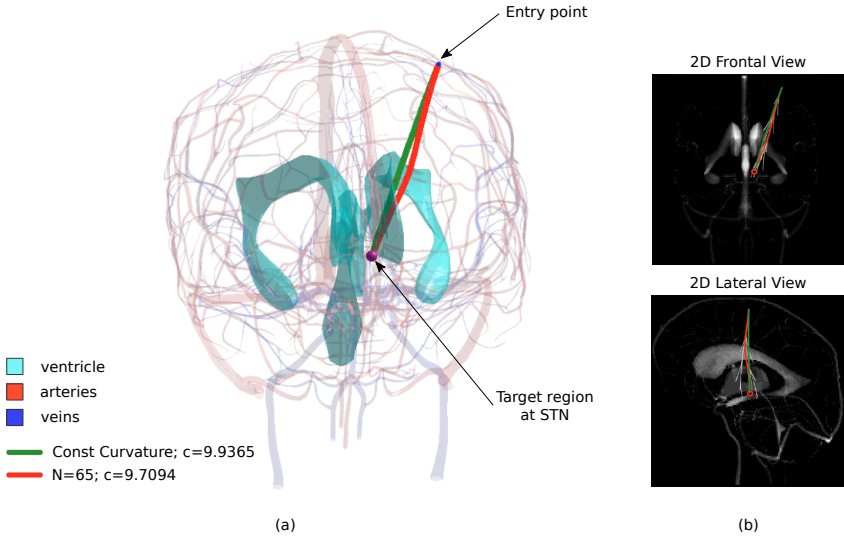 Entry point
2D Frontal View
2D Lateral View
ventricle
arteries
veins
Target region
at STN
Const Curvature; c=9.9365
N=65; c=9.7094
(a)
(b)